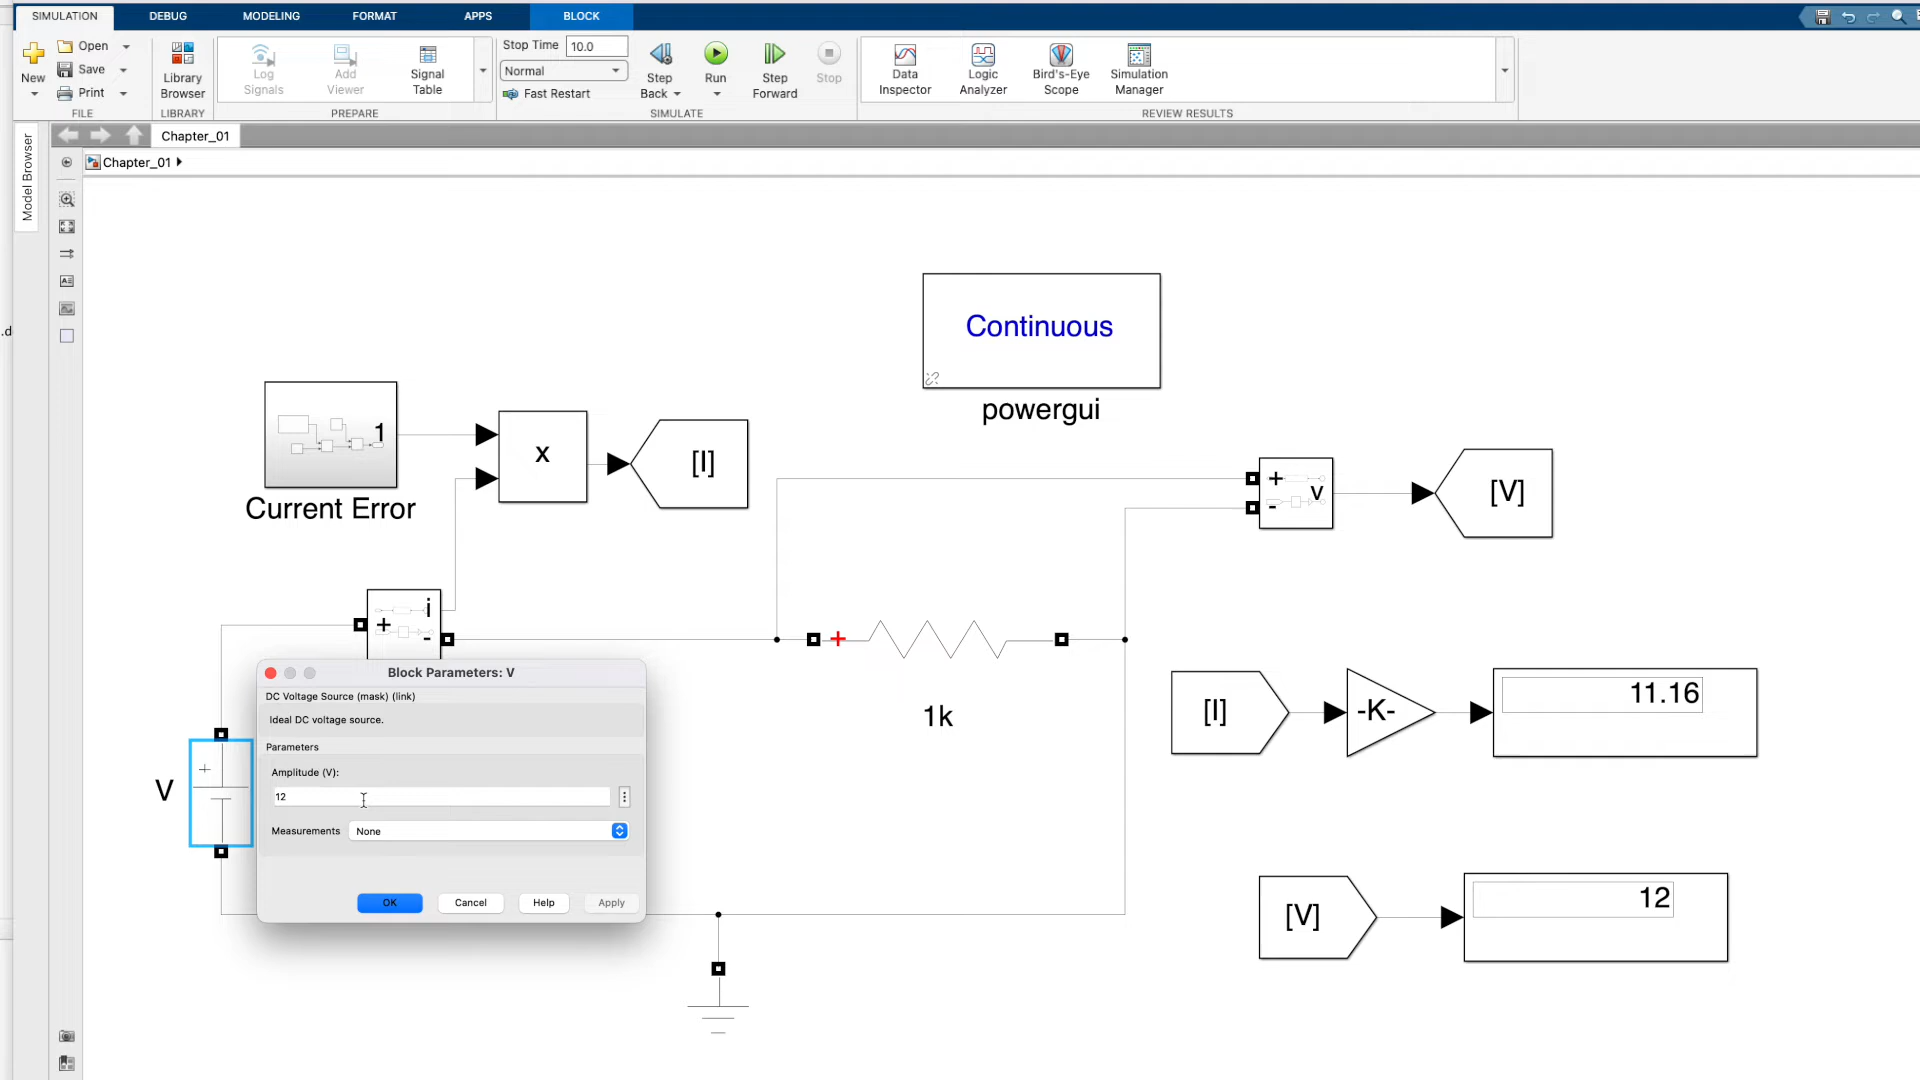 SIMULATION DEBUG MODELING FORMAT APPS BLOCK
New
Open
Save
Print
FILE
Library
Browser
LIBRARY
Log
Signals
Add
Viewer
Signal
Table
PREPARE
Stop Time 10.0
Normal
Fast Restart
Step
Back
Run
Step
Forward
Stop
SIMULATE
Data
Inspector
Logic
Analyzer
Bird's-Eye
Scope
Simulation
Manager
REVIEW RESULTS
Model Browser
Chapter_01
Chapter_01
.d
Continuous
powergui
1
Current Error
x
[I]
+
-
v
[V]
i
+
-
+
1k
[I]
-K-
11.16
[V]
12
V
+
Block Parameters: V
DC Voltage Source (mask) (link)
Ideal DC voltage source.
Parameters
Amplitude (V):
12
Measurements None
OK Cancel Help Apply